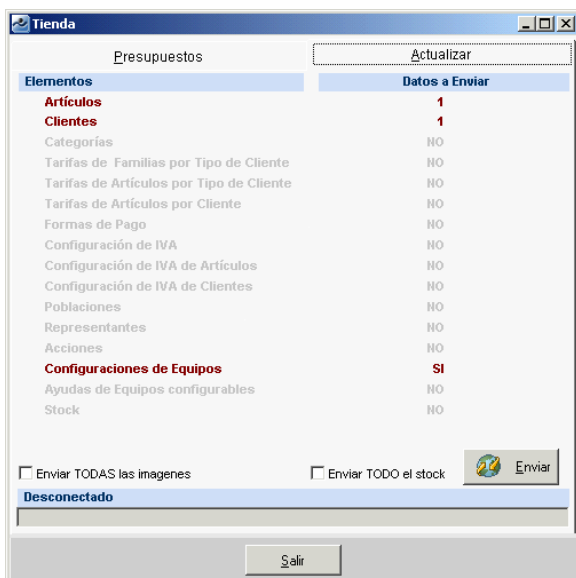 Tienda
Presupuestos Actualizar
Elementos Datos a Enviar
Artículos 1
Clientes 1
Categorías NO
Tarifas de Familias por Tipo de Cliente NO
Tarifas de Artículos por Tipo de Cliente NO
Tarifas de Artículos por Cliente NO
Formas de Pago NO
Configuración de IVA NO
Configuración de IVA de Artículos NO
Configuración de IVA de Clientes NO
Poblaciones NO
Representantes NO
Acciones NO
Configuraciones de Equipos SI
Ayudas de Equipos configurables NO
Stock NO
Enviar TODAS las imagenes Enviar TODO el stock Enviar
Desconectado
Salir